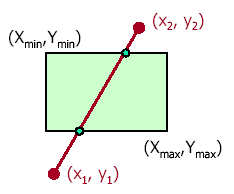 (x₂, y₂)
(Xₘᵢₙ,Yₘᵢₙ)
(Xₘₐₓ,Yₘₐₓ)
(x₁, y₁)